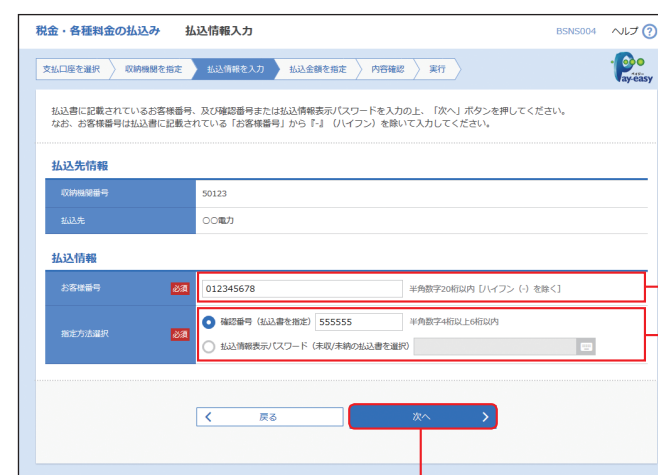 税金・各種料金の払込み 払込情報入力 BSNS004 ヘルプ ?
支払口座を選択 収納機関を指定 払込情報を入力 払込金額を指定 内容確認 実行
ペイジー
Pay-easy
払込書に記載されているお客様番号、及び確認番号または払込情報表示パスワードを入力の上、「次へ」ボタンを押してください。
なお、お客様番号は払込書に記載されている「お客様番号」から『-』（ハイフン）を除いて入力してください。
払込先情報
収納機関番号 50123
払込先 〇〇電力
払込情報
お客様番号 必須 012345678 半角数字20桁以内 [ハイフン（-）を除く]
指定方法選択 必須 確認番号（払込書を指定） 555555 半角数字4桁以上6桁以内
払込情報表示パスワード（未収/未納の払込書を選択）
戻る 次へ